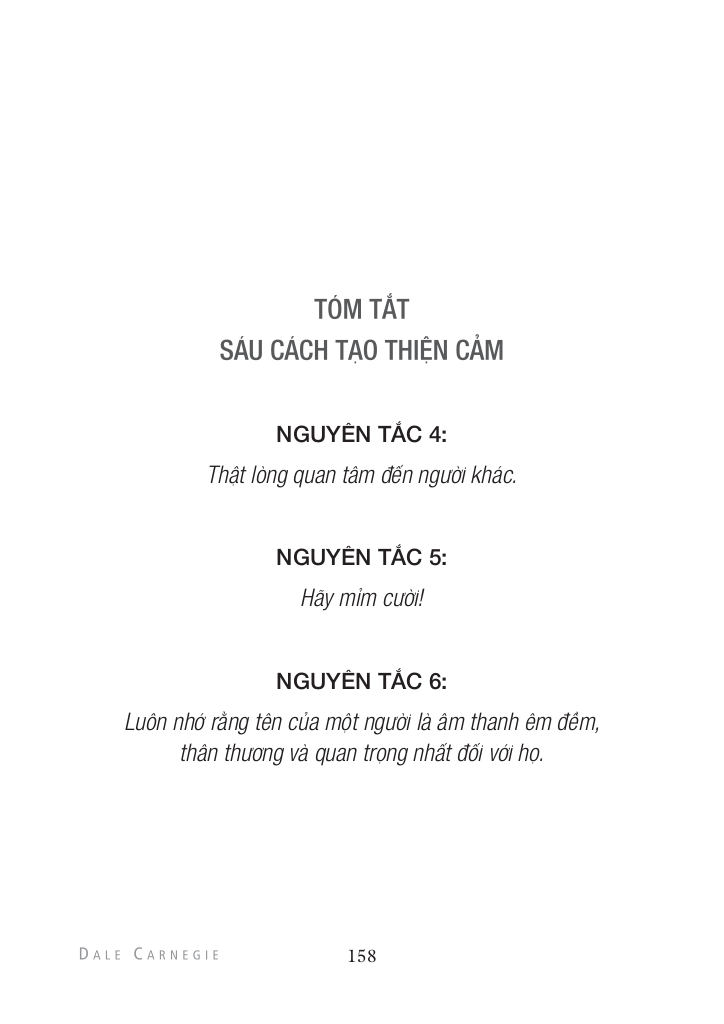 TÓM TẮT
SÁU CÁCH TẠO THIỆN CẢM
NGUYÊN TẮC 4:
Thật lòng quan tâm đến người khác.
NGUYÊN TẮC 5:
Hãy mỉm cười!
NGUYÊN TẮC 6:
Luôn nhớ rằng tên của một người là âm thanh êm đềm,
thân thương và quan trọng nhất đối với họ.
DALE CARNEGIE 158